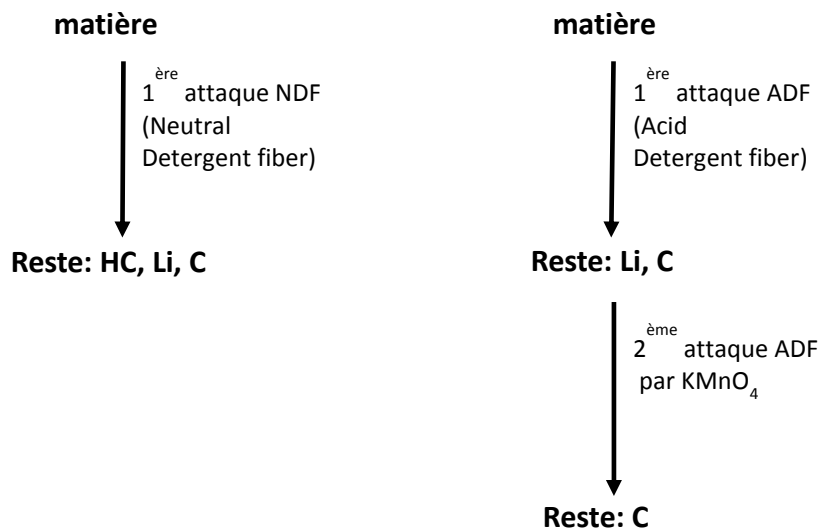 matière
1ère attaque NDF
(Neutral
Detergent fiber)
Reste: HC, Li, C
matière
1ère attaque ADF
(Acid
Detergent fiber)
Reste: Li, C
2ème attaque ADF
par KMnO4
Reste: C